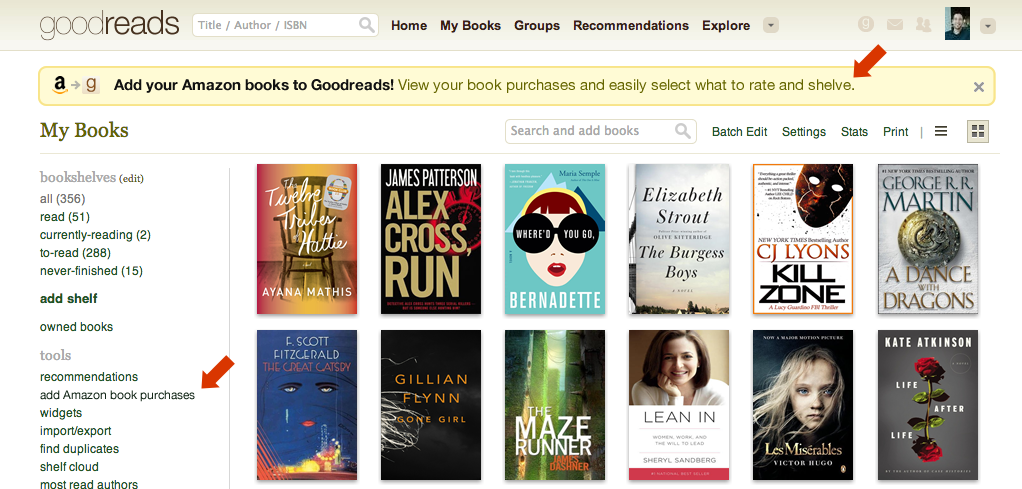 goodreads
Title / Author / ISBN
Home My Books Groups Recommendations Explore
a g Add your Amazon books to Goodreads! View your book purchases and easily select what to rate and shelve.
My Books
Search and add books
Batch Edit Settings Stats Print
bookshelves (edit)
all (356)
read (51)
currently-reading (2)
to-read (288)
never-finished (15)
add shelf
owned books
tools
recommendations
add Amazon book purchases
widgets
import/export
find duplicates
shelf cloud
most read authors
The
Twelve
Tribes
of
Hattie
AYANA MATHIS
JAMES PATTERSON
ALEX
CROSS,
RUN
Maria Semple
WHERE'D YOU GO,
BERNADETTE
Elizabeth
Strout
OLIVE KITTERIDGE
The Burgess
Boys
A NOVEL
NEW YORK TIMES Bestselling Author
CJ LYONS
KILL
ZONE
A Lucy Guardino FBI Thriller
#1 NEW YORK TIMES BESTSELLING AUTHOR
GEORGE R. R.
MARTIN
A DANCE
WITH
DRAGONS
F. SCOTT
FITZGERALD
THE GREAT GATSBY
GILLIAN
FLYNN
GONE GIRL
THE
MAZE
RUNNER
JAMES
DASHNER
LEAN IN
WOMEN, WORK, AND
THE WILL TO LEAD
SHERYL SANDBERG
#1 NATIONAL BEST SELLER
NOW A MAJOR MOTION PICTURE
Les Misérables
VICTOR HUGO
KATE ATKINSON
A NOVEL
LIFE
AFTER
LIFE